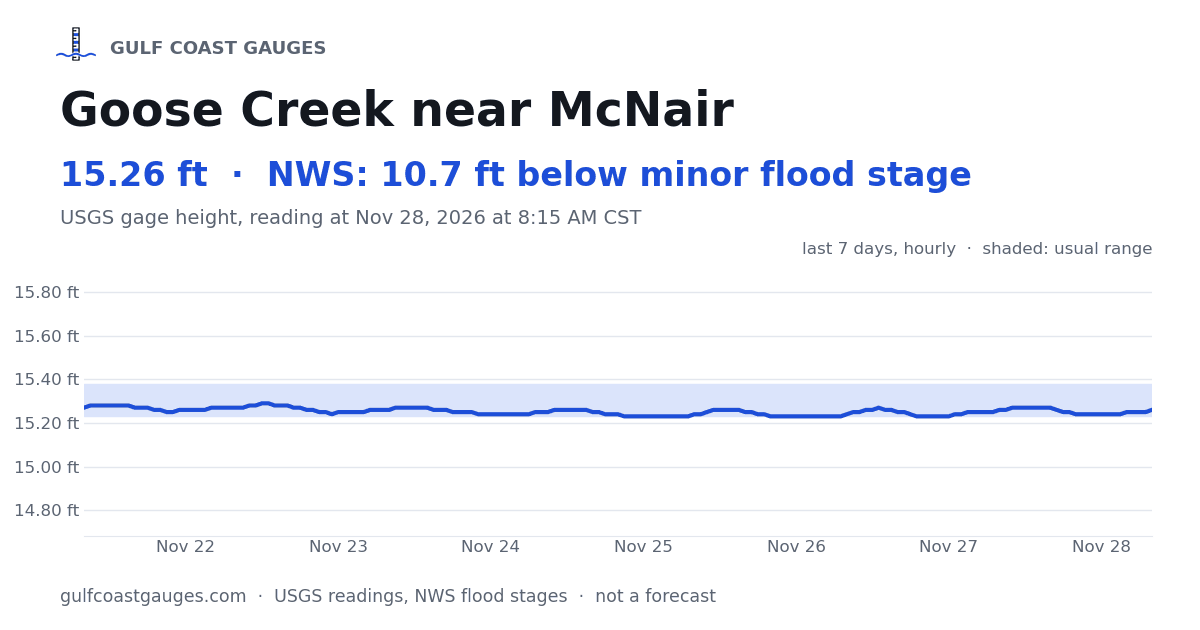 GULF COAST GAUGES
Goose Creek near McNair
15.26 ft · NWS: 10.7 ft below minor flood stage
USGS gage height, reading at Nov 28, 2026 at 8:15 AM CST
last 7 days, hourly · shaded: usual range
15.80 ft
15.60 ft
15.40 ft
15.20 ft
15.00 ft
14.80 ft
Nov 22 Nov 23 Nov 24 Nov 25 Nov 26 Nov 27 Nov 28
gulfcoastgauges.com · USGS readings, NWS flood stages · not a forecast